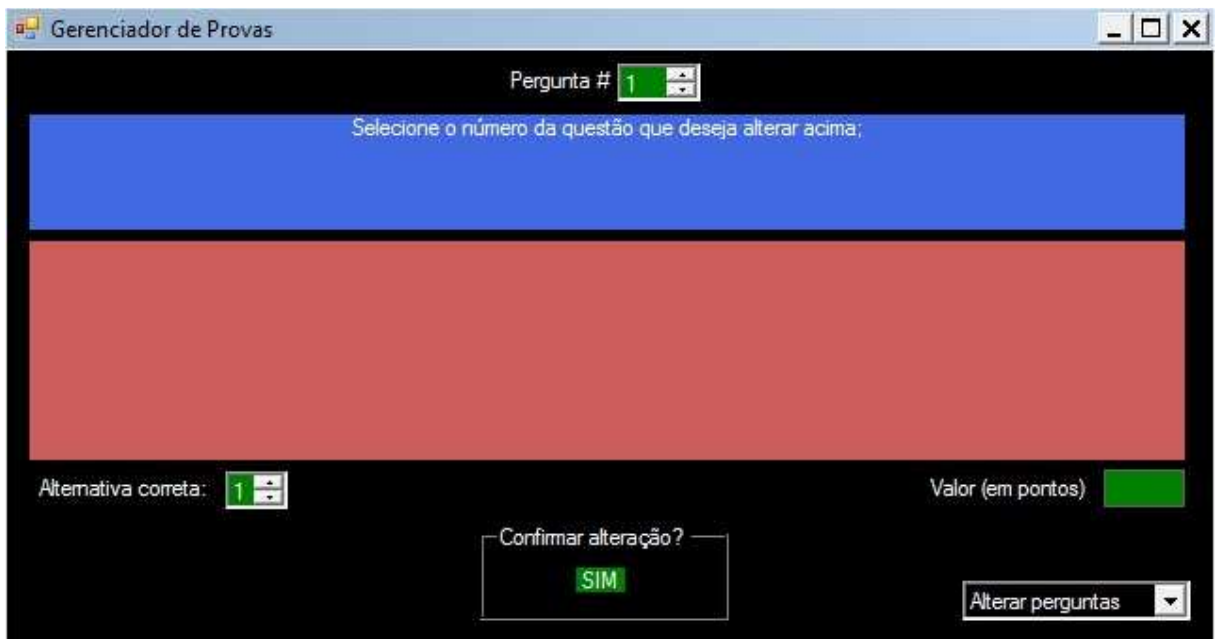 Gerenciador de Provas
Pergunta # 1
Selecione o número da questão que deseja alterar acima;
Alternativa correta: 1
Valor (em pontos)
Confirmar alteração?
SIM
Alterar perguntas